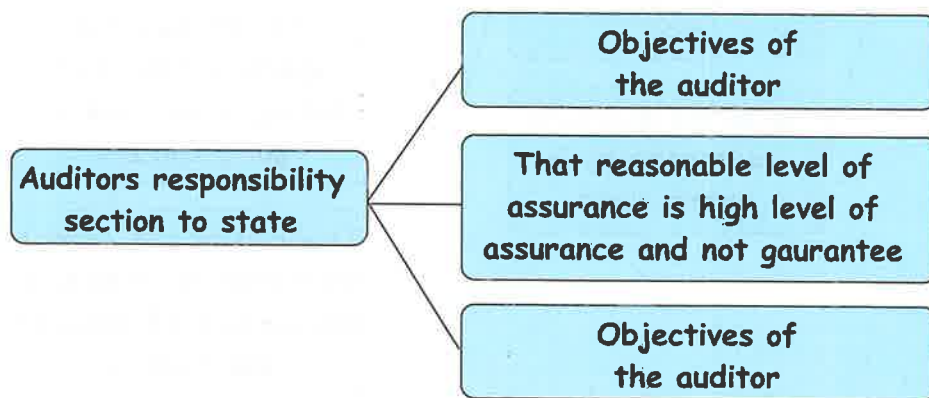 Objectives of
the auditor
Auditors responsibility
section to state
That reasonable level of
assurance is high level of
assurance and not gaurantee
Objectives of
the auditor